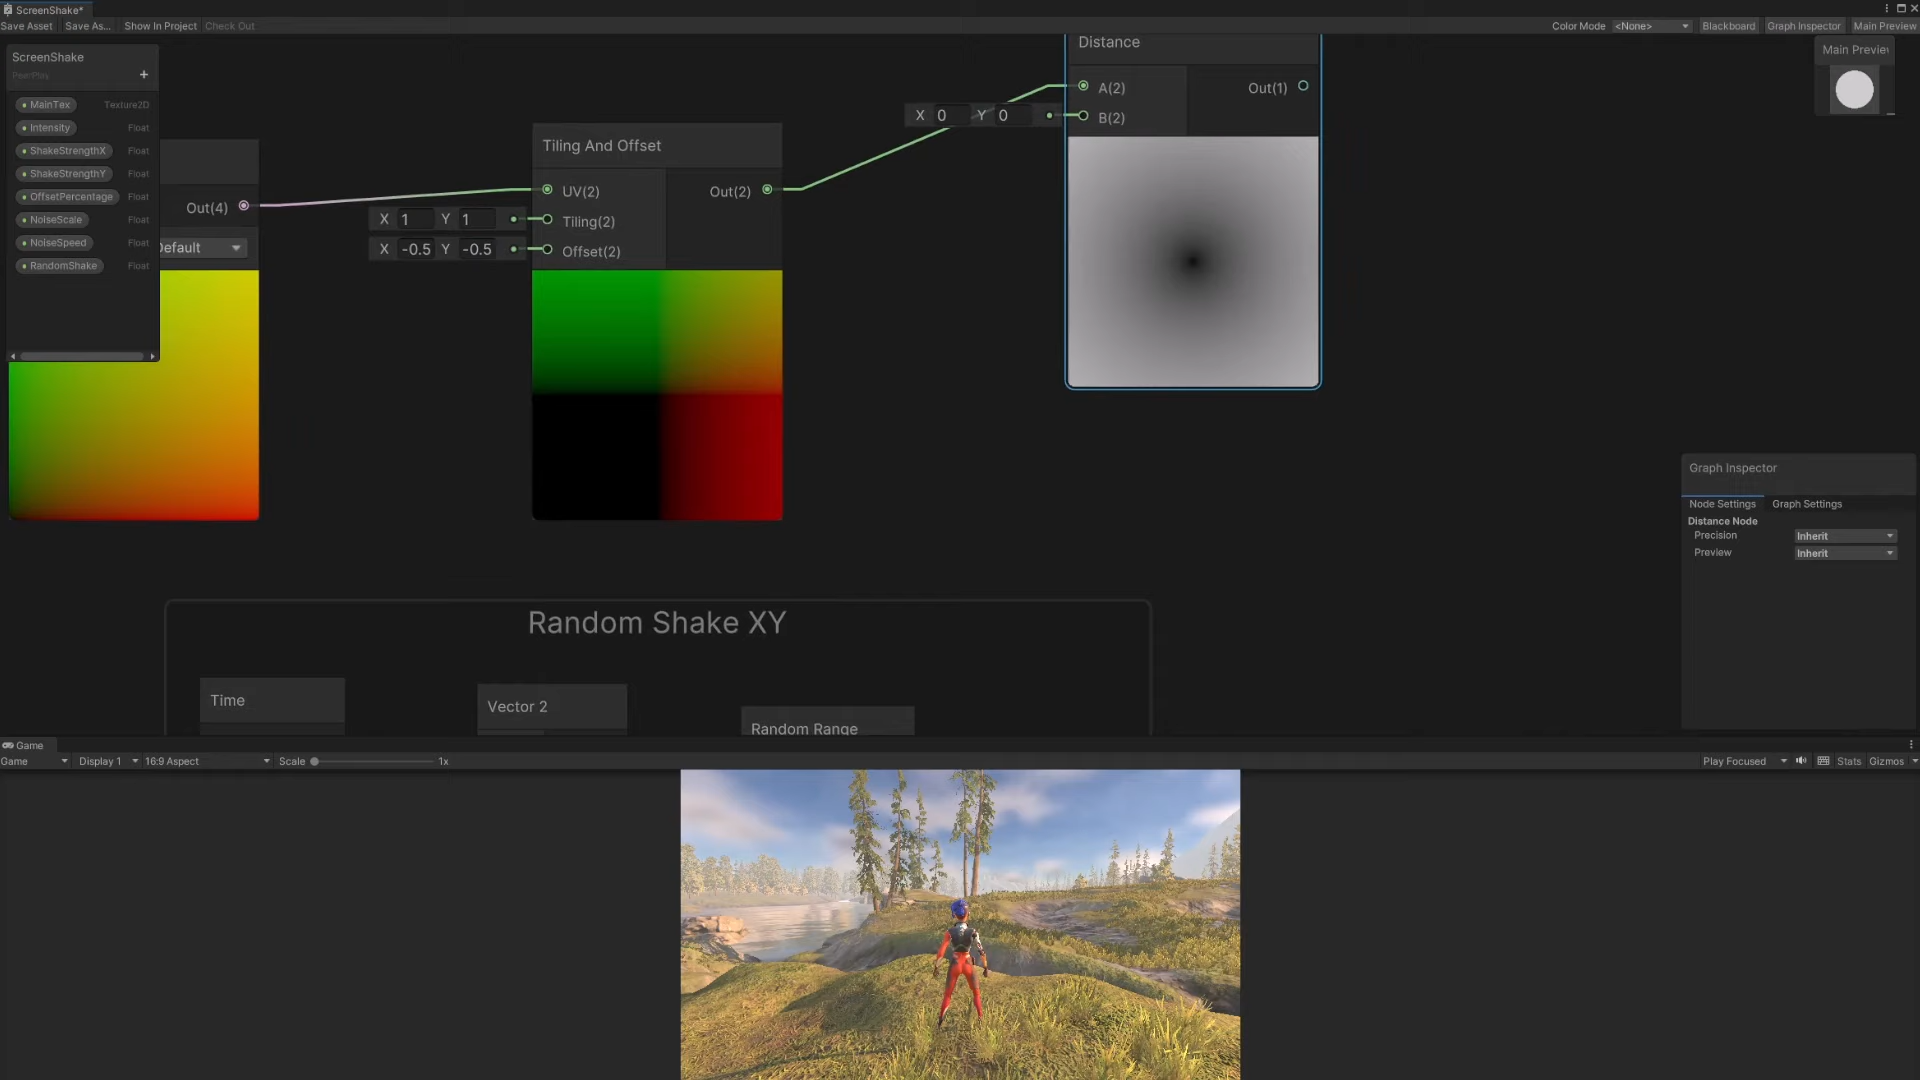 ScreenShake*
Save Asset Save As... Show In Project Check Out Color Mode <None> Blackboard Graph Inspector Main Preview
ScreenShake
PeerPlay
+
MainTex Texture2D
Intensity Float
ShakeStrengthX Float
ShakeStrengthY Float
OffsetPercentage Float
NoiseScale Float
NoiseSpeed Float
RandomShake Float
Out(4)
Default
Tiling And Offset
UV(2) Out(2)
X 1 Y 1 Tiling(2)
X -0.5 Y -0.5 Offset(2)
Distance
A(2) Out(1)
X 0 Y 0 B(2)
Main Preview
Graph Inspector
Node Settings Graph Settings
Distance Node
Precision Inherit
Preview Inherit
Random Shake XY
Time
Vector 2
Random Range
Game
Game Display 1 16:9 Aspect Scale 1x Play Focused Stats Gizmos